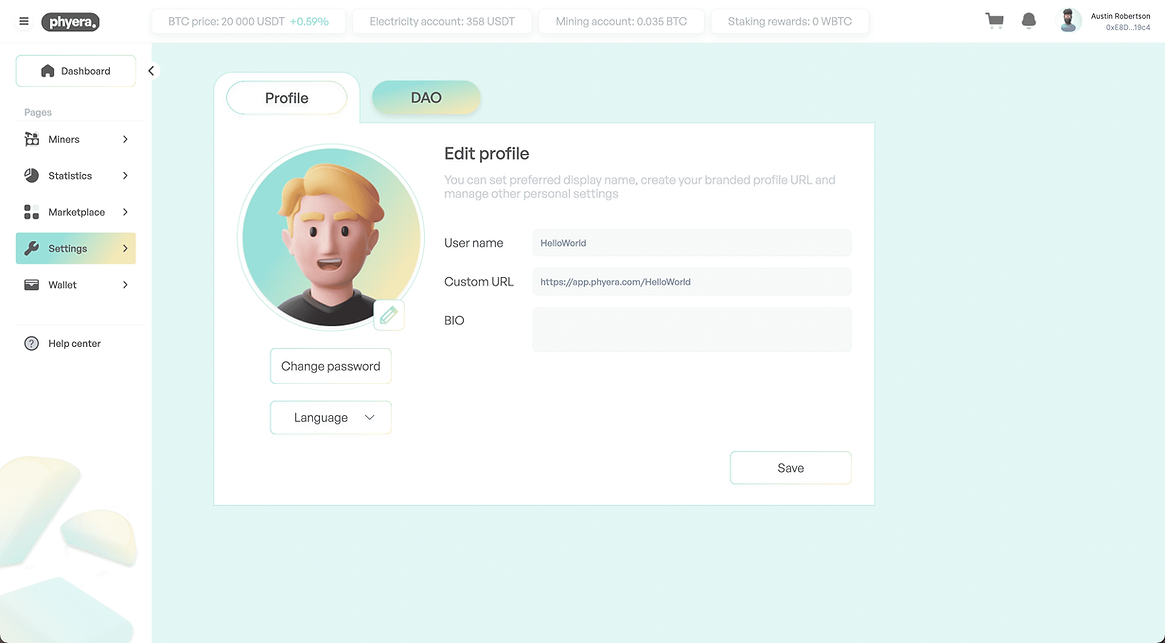 phyera.
BTC price: 20 000 USDT +0.59%
Electricity account: 358 USDT
Mining account: 0.035 BTC
Staking rewards: 0 WBTC
Austin Robertson
0xE8D...19c4
Dashboard
Pages
Miners
Statistics
Marketplace
Settings
Wallet
Help center
Profile
DAO
Edit profile
You can set preferred display name, create your branded profile URL and
manage other personal settings
User name
HelloWorld
Custom URL
https://app.phyera.com/HelloWorld
BIO
Change password
Language
Save